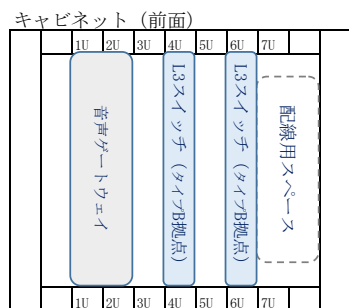 キャビネット（前面）
1U 2U 3U 4U 5U 6U 7U
音声ゲートウェイ
L3スイッチ（タイプB拠点）
L3スイッチ（タイプB拠点）
配線用スペース
1U 2U 3U 4U 5U 6U 7U